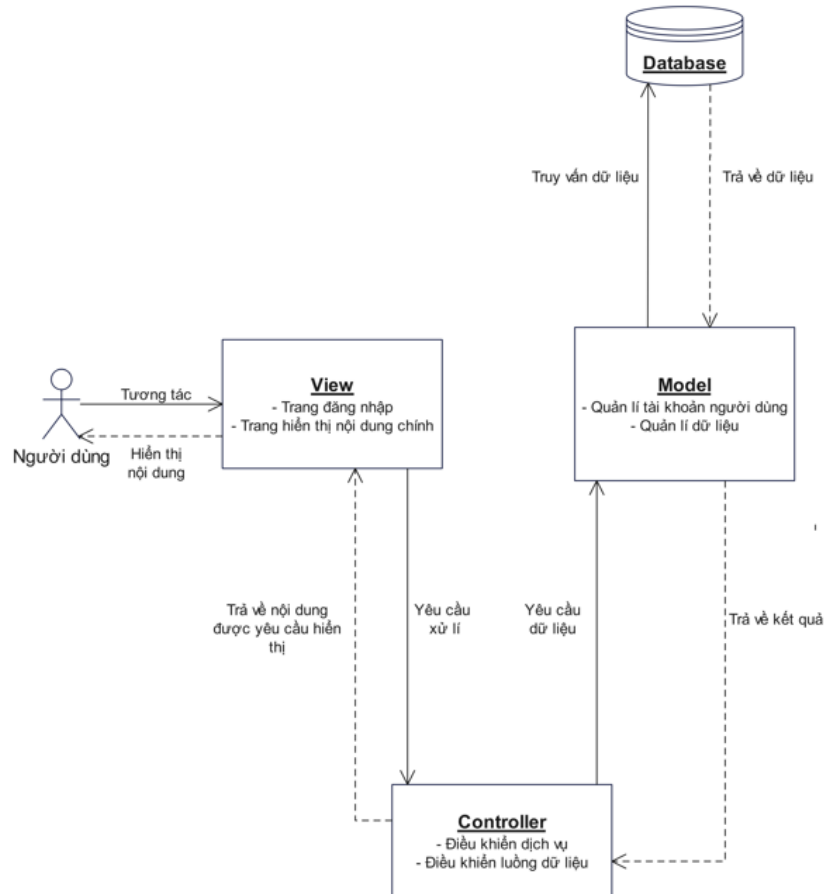 Database
Truy vấn dữ liệu
Trả về dữ liệu
View
- Trang đăng nhập
- Trang hiển thị nội dung chính
Model
- Quản lí tài khoản người dùng
- Quản lí dữ liệu
Tương tác
Người dùng
Hiển thị
nội dung
Trả về nội dung
được yêu cầu hiển
thị
Yêu cầu
xử lí
Yêu cầu
dữ liệu
Trả về kết quả
Controller
- Điều khiển dịch vụ
- Điều khiển luồng dữ liệu